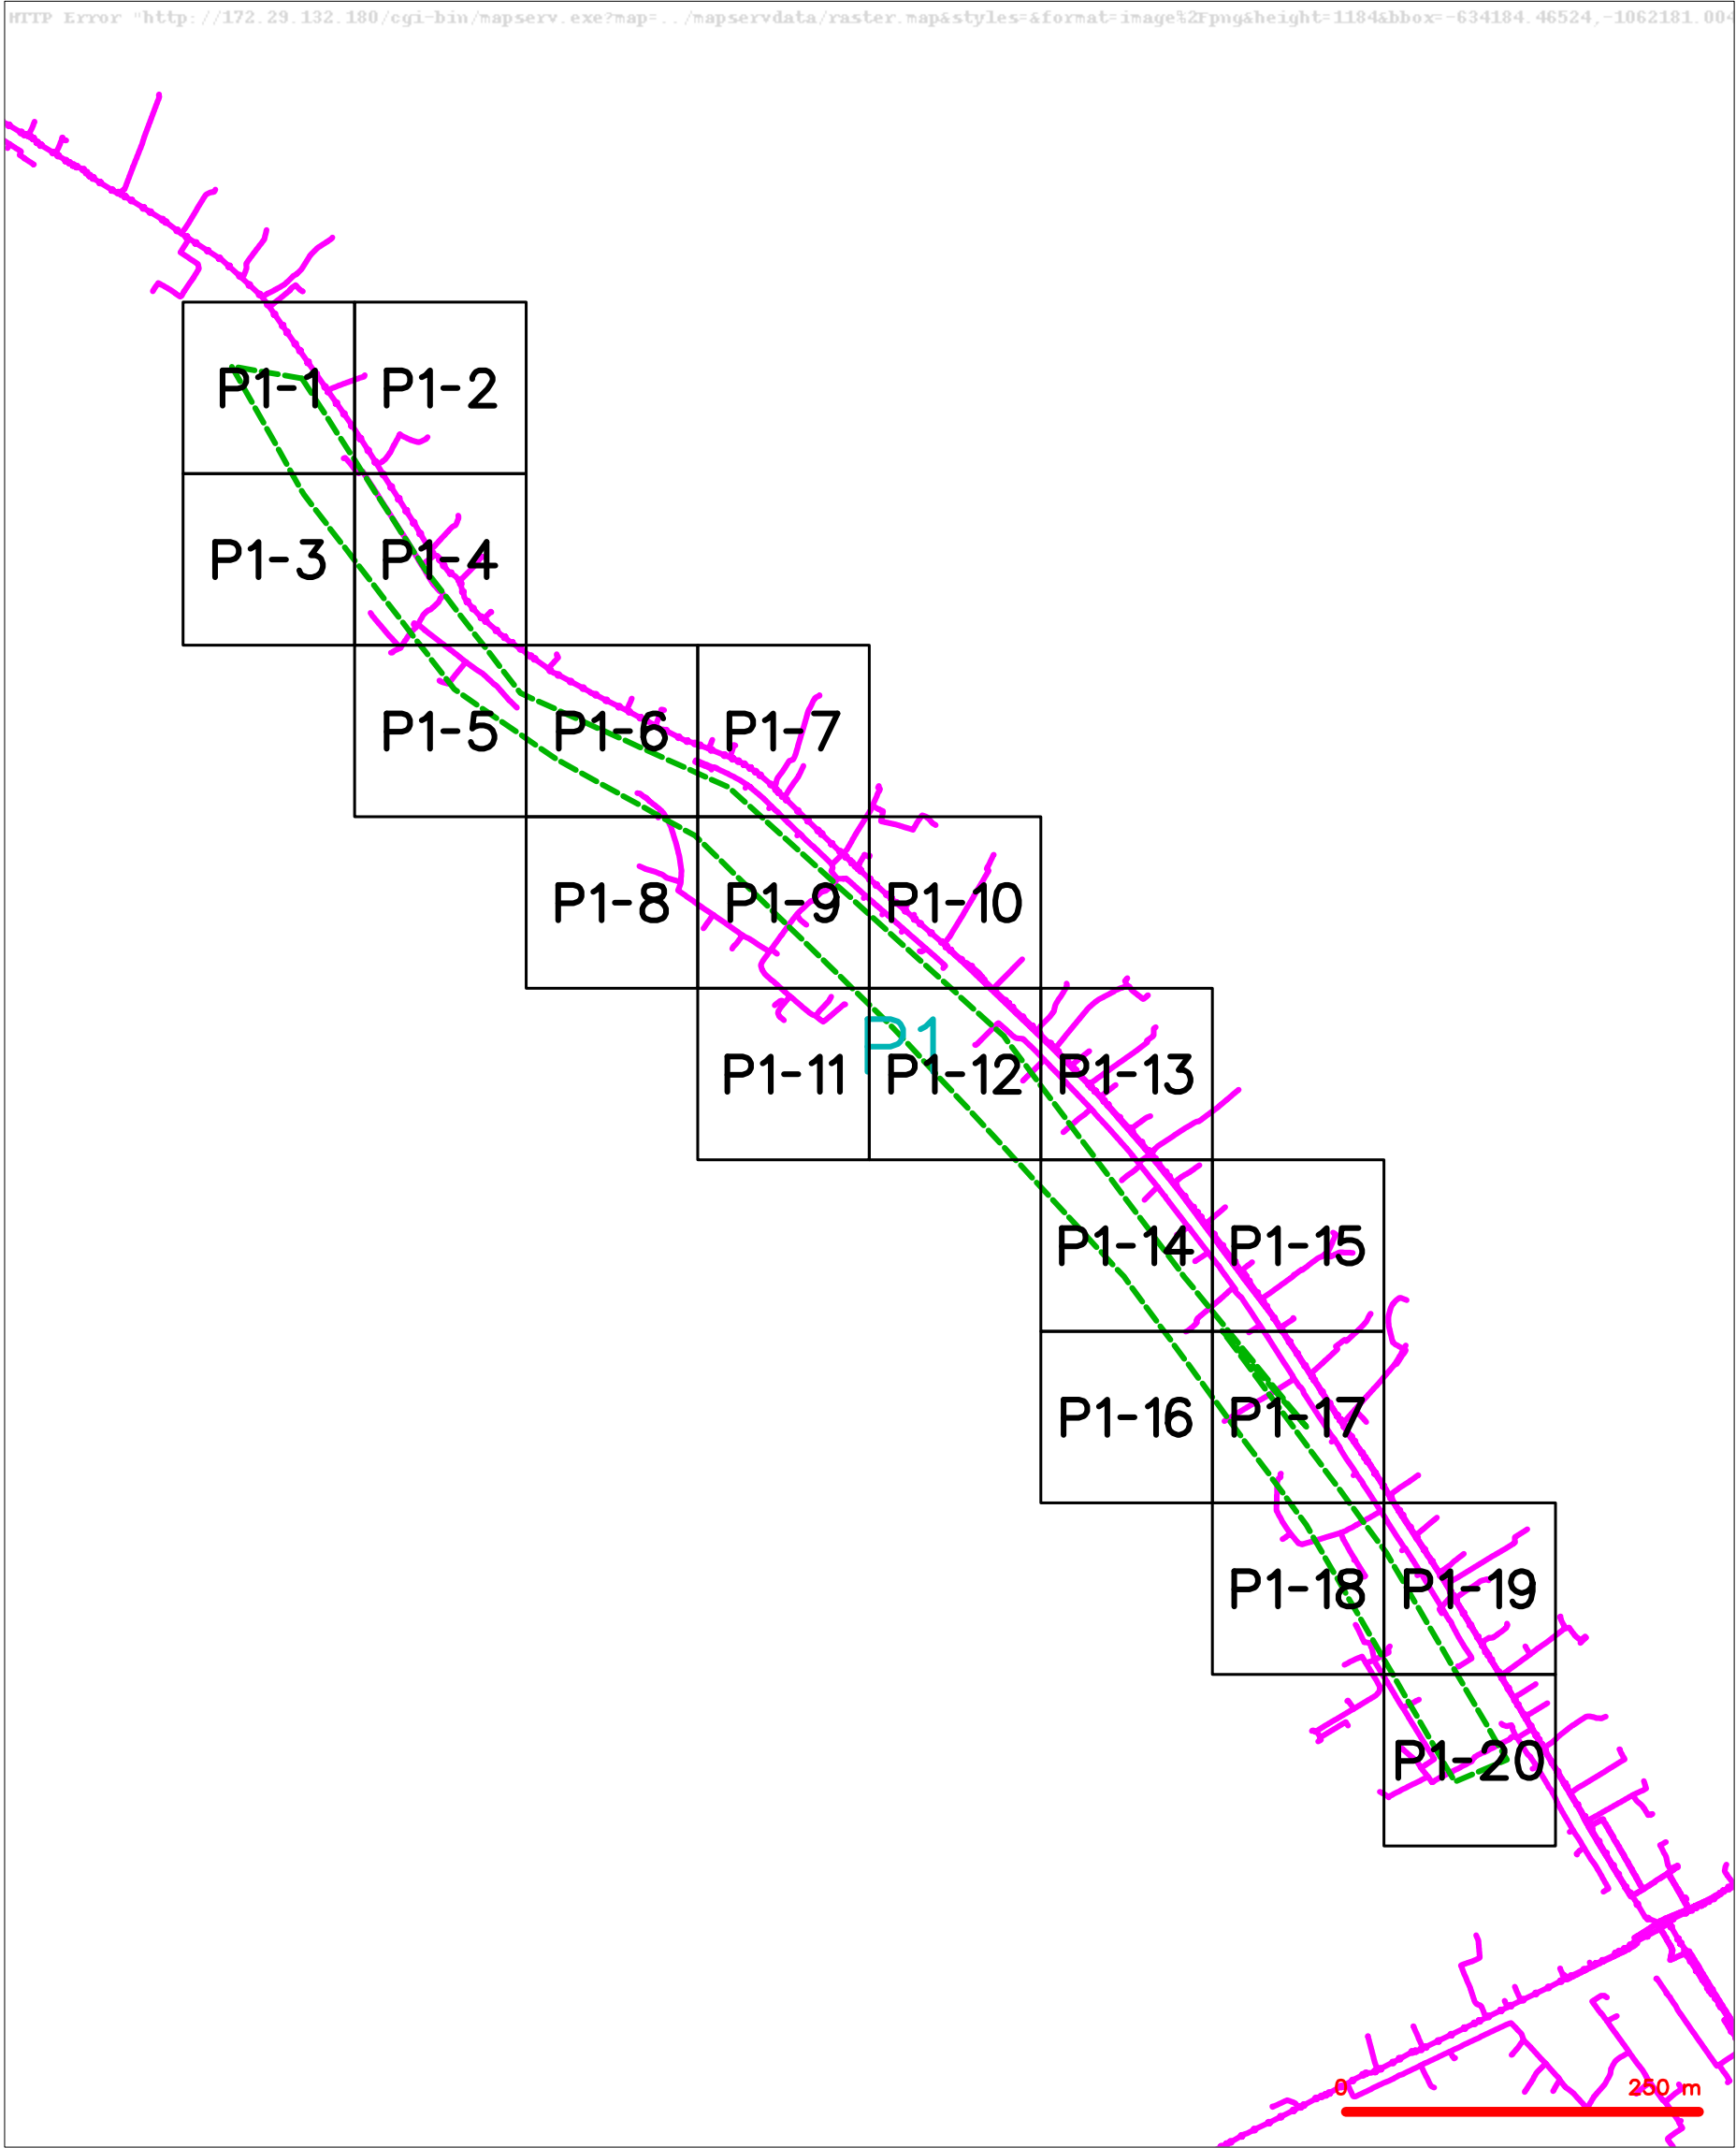 HTTP Error "http://172.29.132.180/cgi-bin/mapserv.exe?map=../mapservdata/raster.map&styles=&format=image%2Fpng&height=1184&bbox=-634184.46524,-1062181.004
P1-1 P1-2
P1-3 P1-4
P1-5 P1-6 P1-7
P1-8 P1-9 P1-10
P1
P1-11 P1-12 P1-13
P1-14 P1-15
P1-16 P1-17
P1-18 P1-19
P1-20
0 250 m